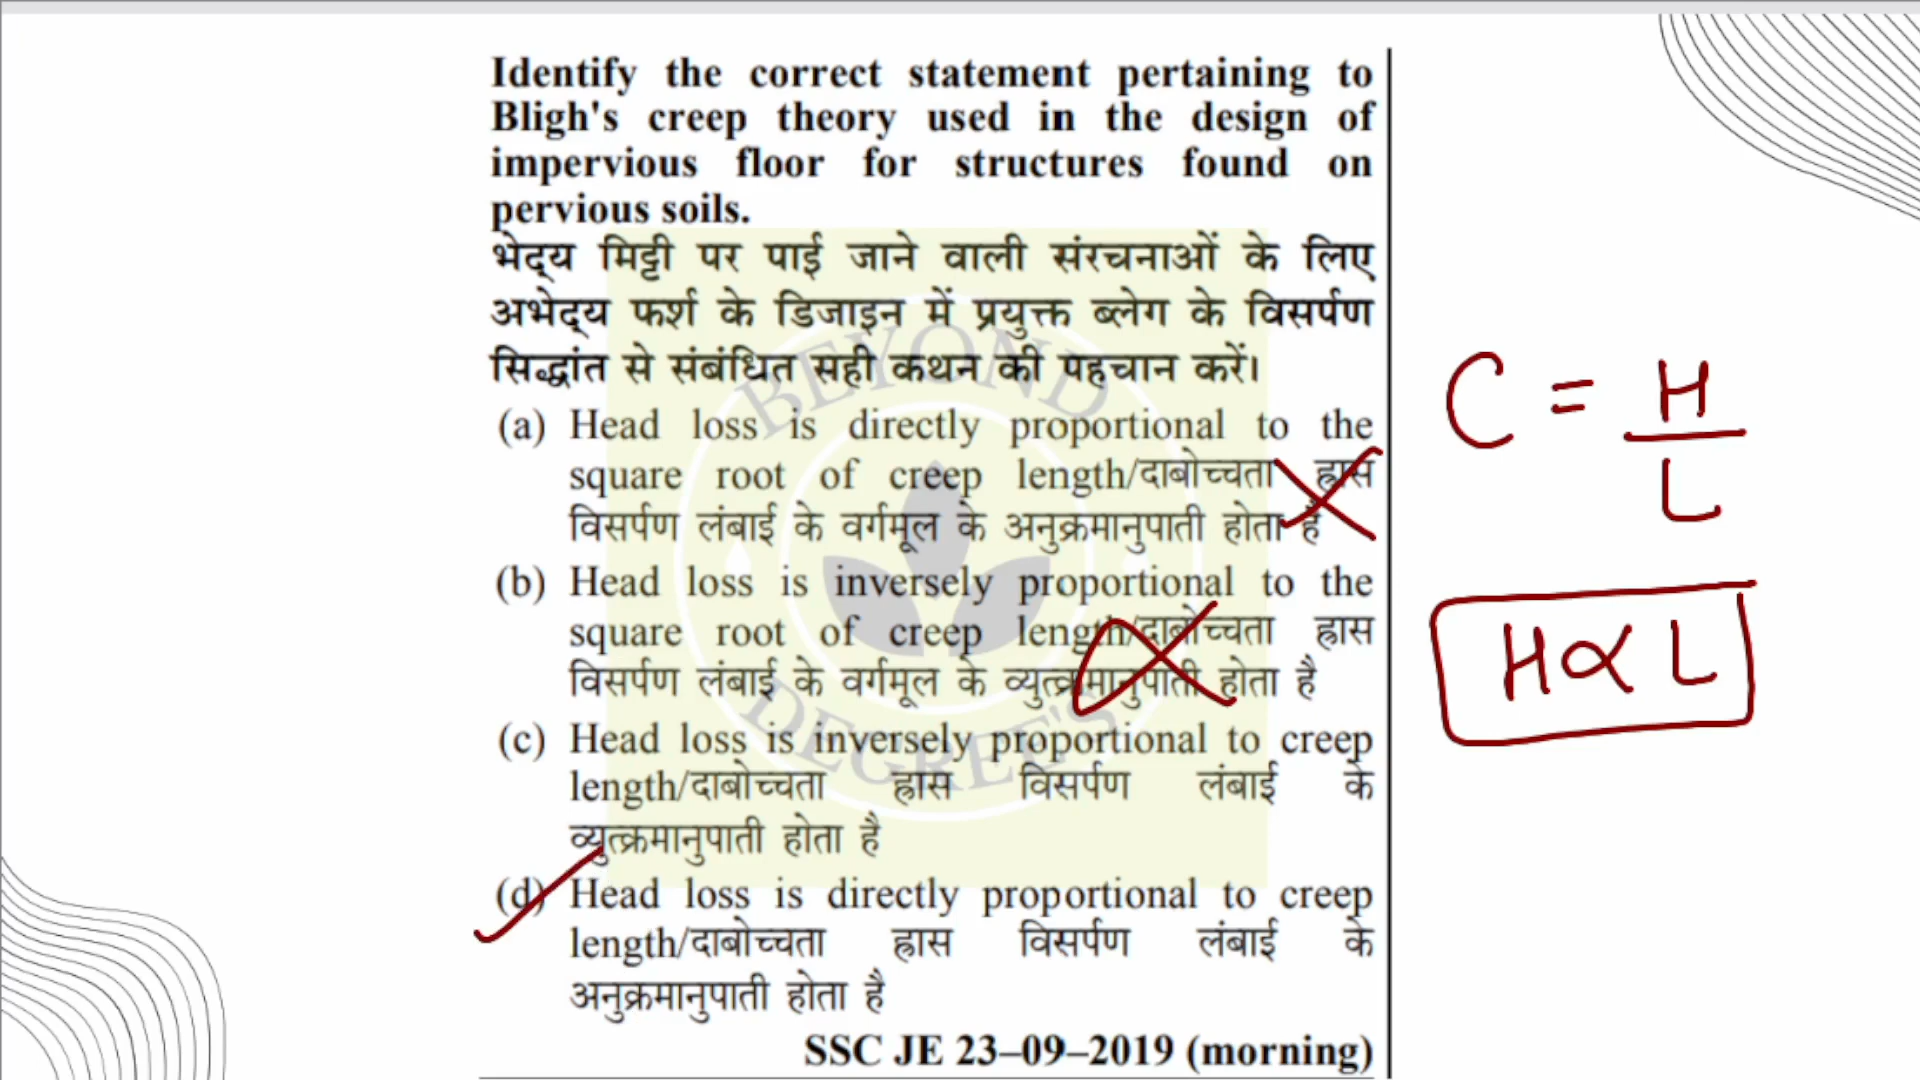 Identify the correct statement pertaining to
Bligh's creep theory used in the design of
impervious floor for structures found on
pervious soils.
भेद्य मिट्टी पर पाई जाने वाली संरचनाओं के लिए
अभेद्य फर्श के डिजाइन में प्रयुक्त ब्लेग के विसर्पण
सिद्धांत से संबंधित सही कथन की पहचान करें।
(a) Head loss is directly proportional to the
square root of creep length/दाबोच्चता ह्रास
विसर्पण लंबाई के वर्गमूल के अनुक्रमानुपाती होता है
(b) Head loss is inversely proportional to the
square root of creep length/दाबोच्चता ह्रास
विसर्पण लंबाई के वर्गमूल के व्युत्क्रमानुपाती होता है
(c) Head loss is inversely proportional to creep
length/दाबोच्चता ह्रास विसर्पण लंबाई के
व्युत्क्रमानुपाती होता है
(d) Head loss is directly proportional to creep
length/दाबोच्चता ह्रास विसर्पण लंबाई के
अनुक्रमानुपाती होता है
SSC JE 23–09–2019 (morning)
C = H
L
H∝L
BEYOND
DEGREE'S